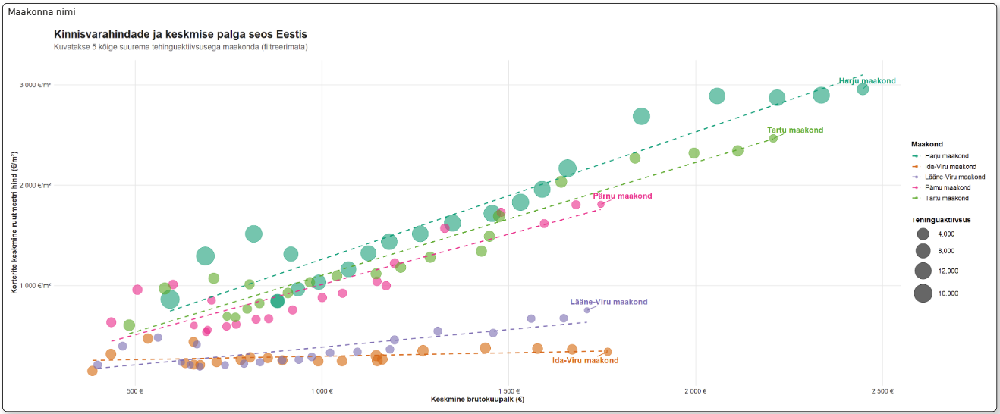 Maakonna nimi
Kinnisvarahindade ja keskmise palga seos Eestis
Kuvatakse 5 kõige suurema tehinguaktiivsusega maakonda (filtreerimata)
Korterite keskmine ruutmeetri hind (€/m²)
3 000 €/m²
2 000 €/m²
1 000 €/m²
Harju maakond
Tartu maakond
Pärnu maakond
Lääne-Viru maakond
Ida-Viru maakond
500 €
1 000 €
1 500 €
2 000 €
2 500 €
Keskmine brutokuupalk (€)
Maakond
Harju maakond
Ida-Viru maakond
Lääne-Viru maakond
Pärnu maakond
Tartu maakond
Tehinguaktiivsus
4,000
8,000
12,000
16,000